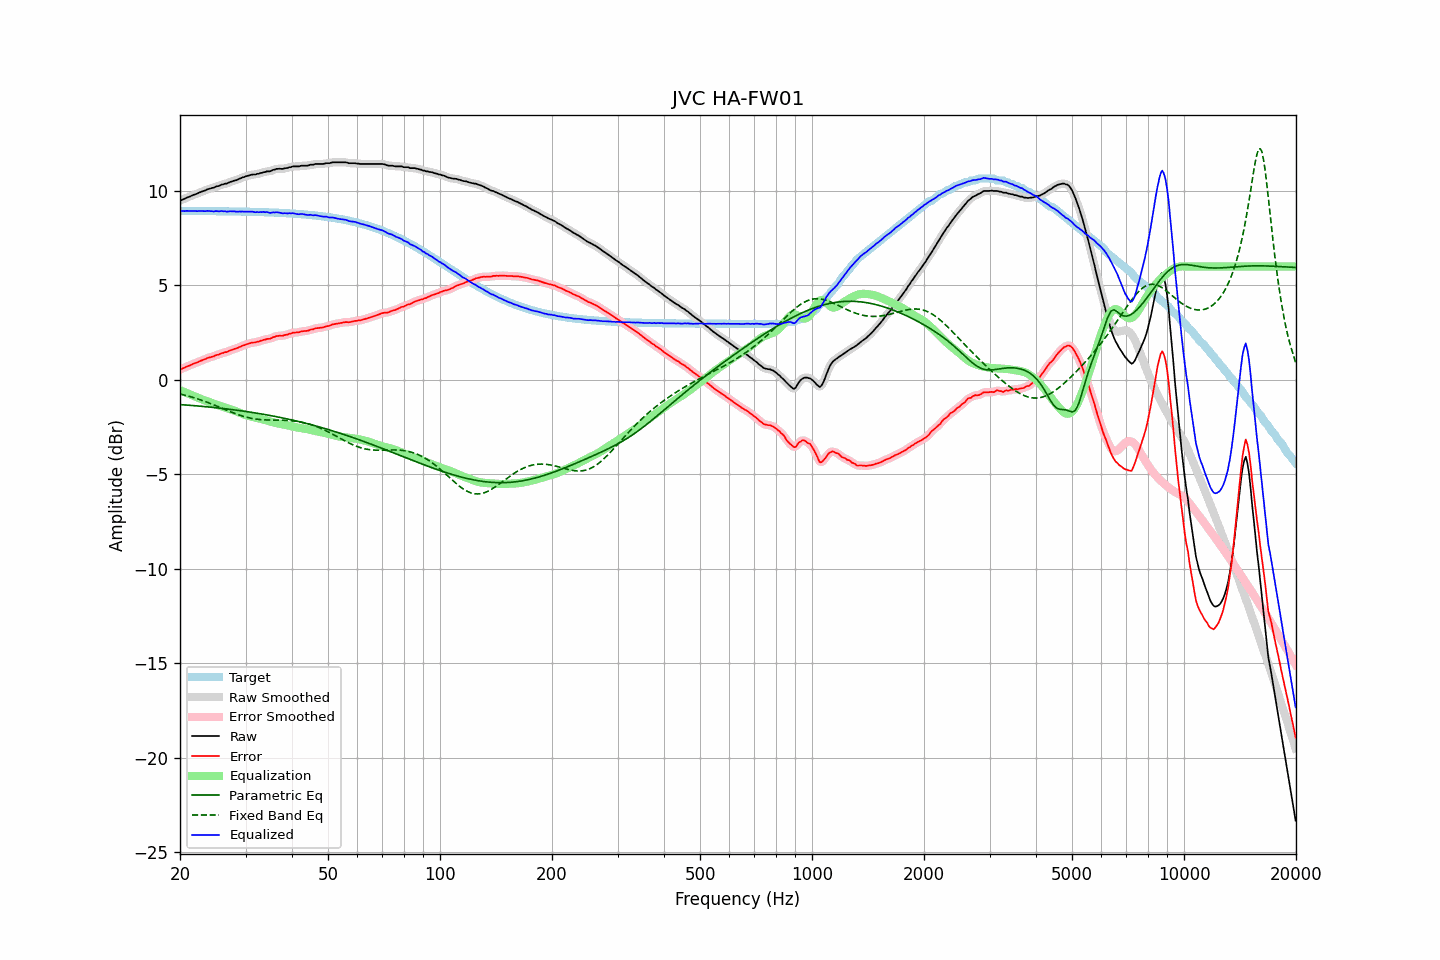 JVC HA-FW01
Amplitude (dBr)
10
5
0
−5
−10
−15
−20
−25
Target
Raw Smoothed
Error Smoothed
Raw
Error
Equalization
Parametric Eq
Fixed Band Eq
Equalized
20 50 100 200 500 1000 2000 5000 10000 20000
Frequency (Hz)